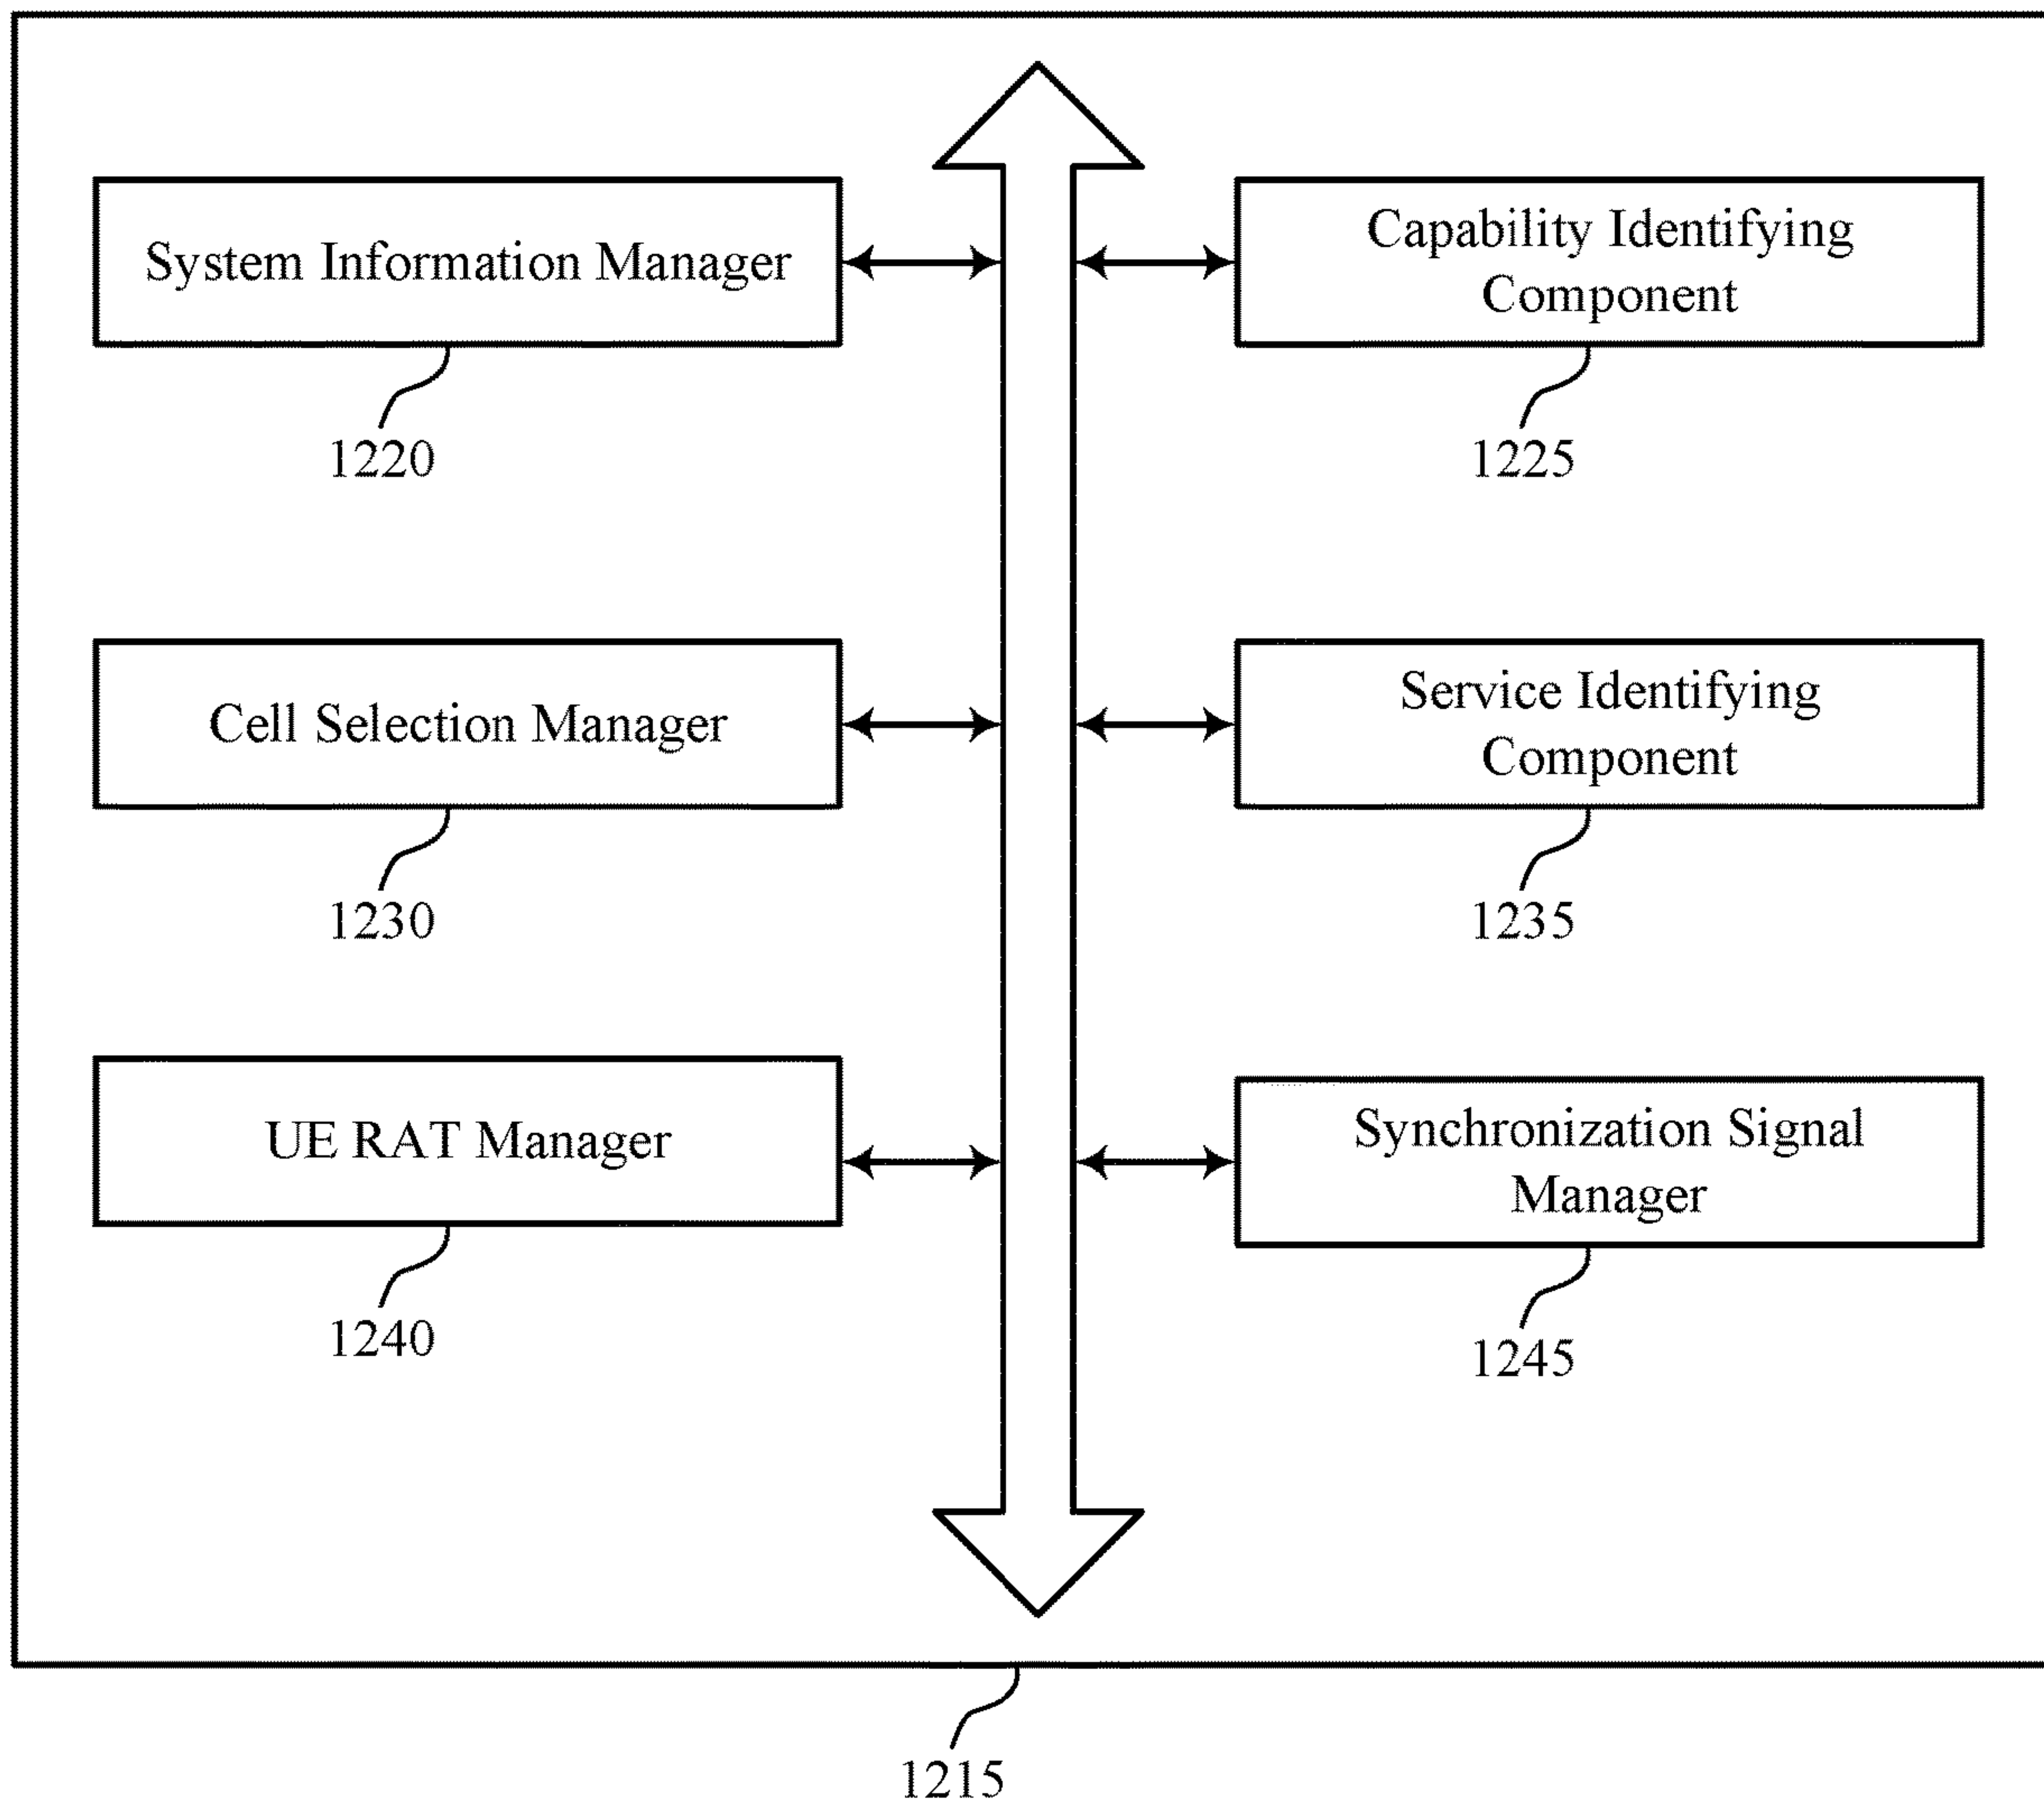 System Information Manager
Capability Identifying
Component
1220
1225
Cell Selection Manager
Service Identifying
Component
1230
1235
UE RAT Manager
Synchronization Signal
Manager
1240
1245
1215